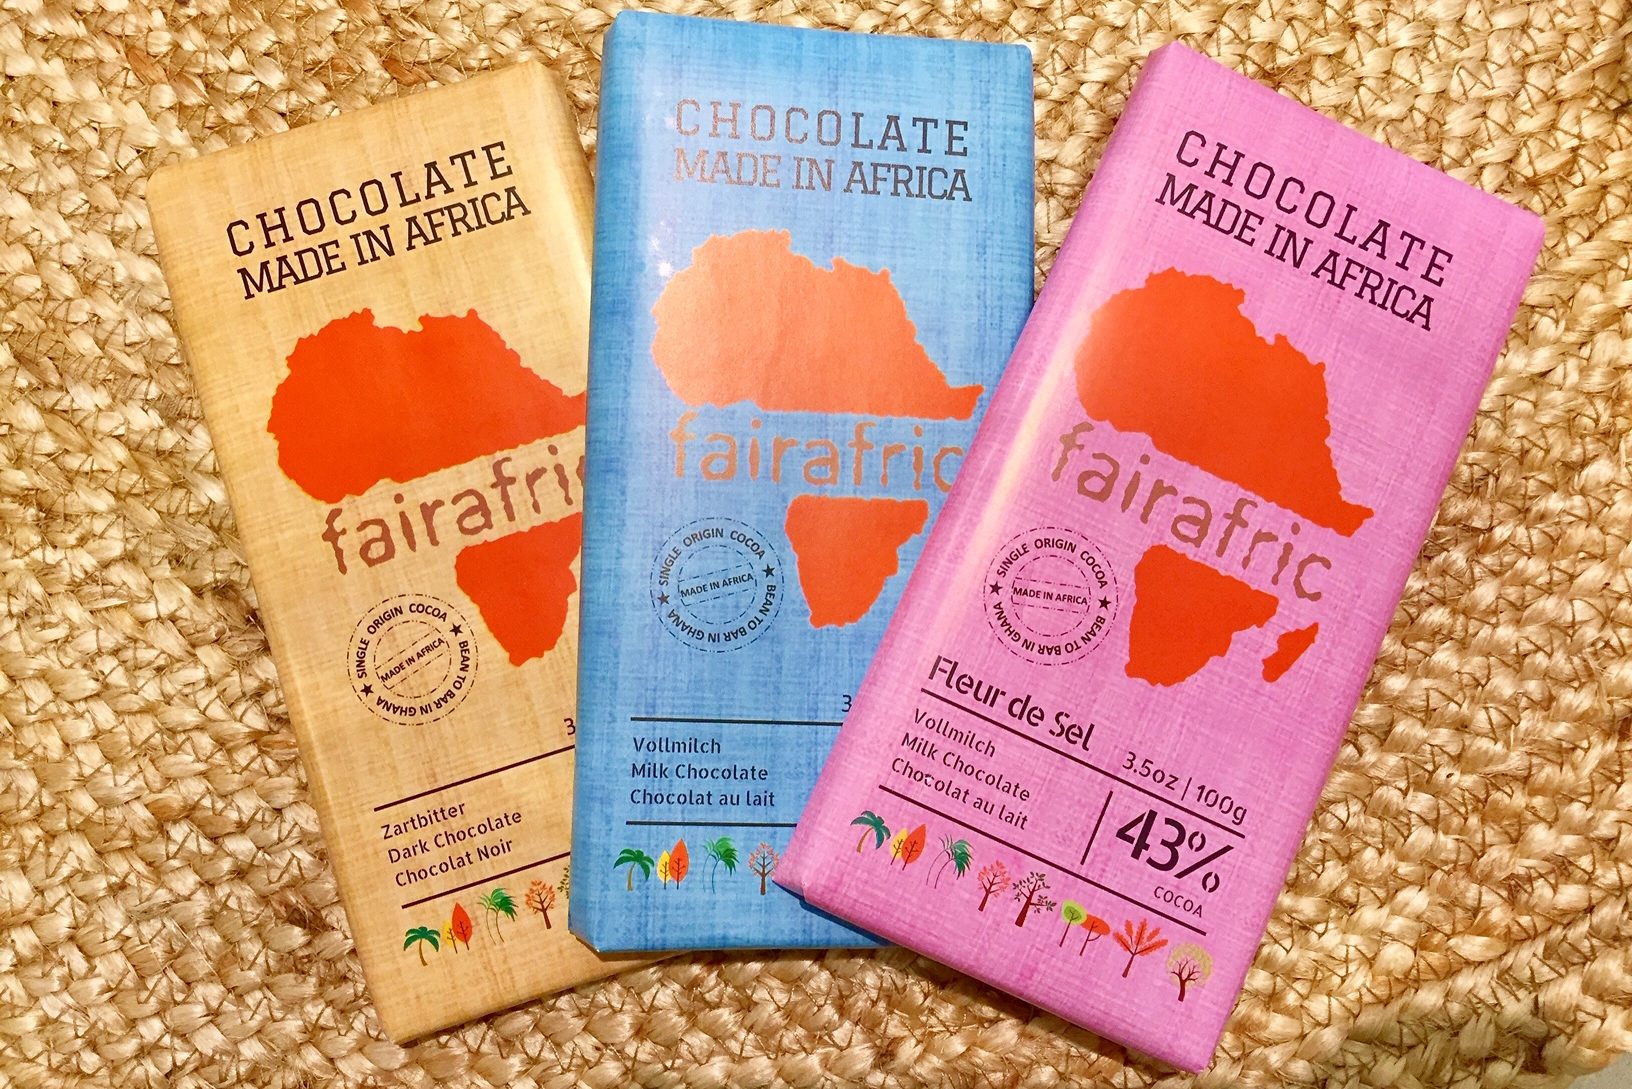 CHOCOLATE
MADE IN AFRICA
fairafric
SINGLE ORIGIN COCOA ★ BEAN TO BAR IN GHANA ★
MADE IN AFRICA
3
Zartbitter
Dark Chocolate
Chocolat Noir
CHOCOLATE
MADE IN AFRICA
fairafric
SINGLE ORIGIN COCOA ★ BEAN TO BAR IN GHANA ★
MADE IN AFRICA
3
Vollmilch
Milk Chocolate
Chocolat au lait
CHOCOLATE
MADE IN AFRICA
fairafric
SINGLE ORIGIN COCOA ★ BEAN TO BAR IN GHANA ★
MADE IN AFRICA
Fleur de Sel
3.5oz | 100g
Vollmilch
Milk Chocolate
Chocolat au lait
43%
COCOA